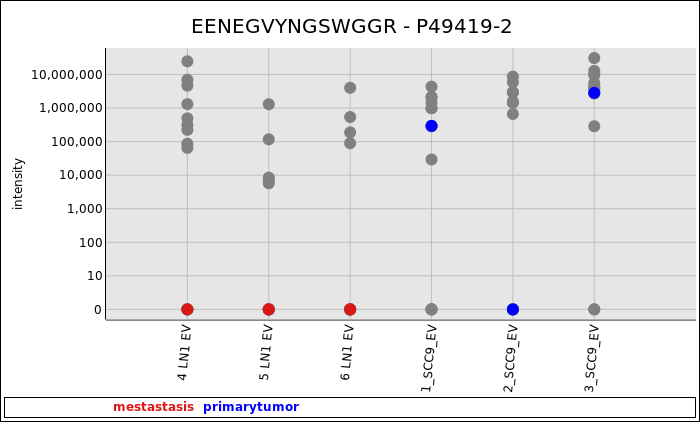 EENEGVYNGSWGGR - P49419-2
intensity
10,000,000
1,000,000
100,000
10,000
1,000
100
10
0
4 LN1 EV
5 LN1 EV
6 LN1 EV
1_SCC9_EV
2_SCC9_EV
3_SCC9_EV
mestastasis primarytumor